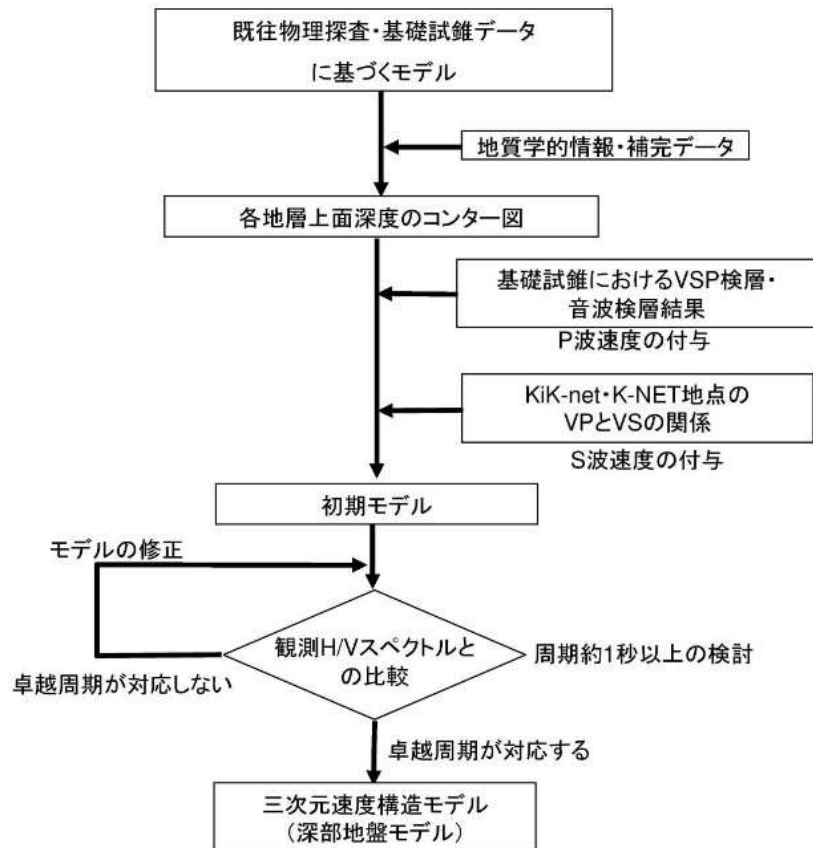 既往物理探査・基礎試錐データ
に基づくモデル
地質学的情報・補完データ
各地層上面深度のコンター図
基礎試錐におけるVSP検層・
音波検層結果
P波速度の付与
KiK-net・K-NET地点の
VPとVSの関係
S波速度の付与
初期モデル
モデルの修正
観測H/Vスペクトルと
の比較
周期約1秒以上の検討
卓越周期が対応しない
卓越周期が対応する
三次元速度構造モデル
（深部地盤モデル）